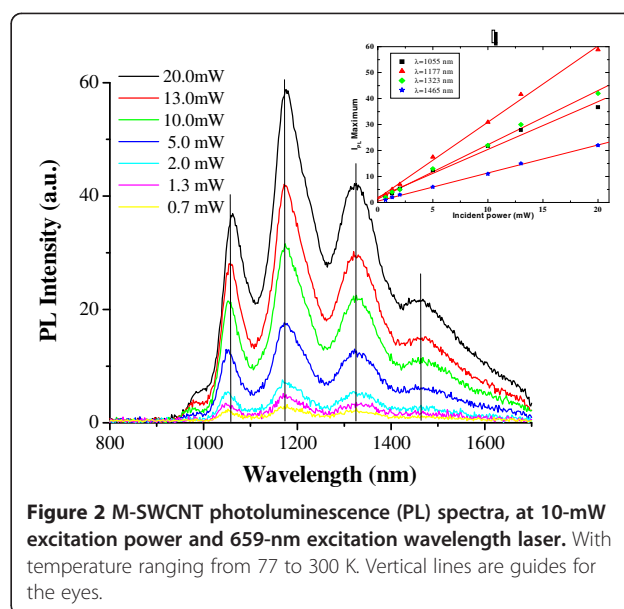 60
40
20
0
PL Intensity (a.u.)
20.0mW
13.0mW
10.0mW
5.0 mW
2.0 mW
1.3 mW
0.7 mW
800
1000
1200
1400
1600
Wavelength (nm)
60
50
40
30
20
10
0
I PL Maximum
λ=1055 nm
λ=1177 nm
λ=1323 nm
λ=1465 nm
0
5
10
15
20
Incident power (mW)
Figure 2 M-SWCNT photoluminescence (PL) spectra, at 10-mW
excitation power and 659-nm excitation wavelength laser. With
temperature ranging from 77 to 300 K. Vertical lines are guides for
the eyes.